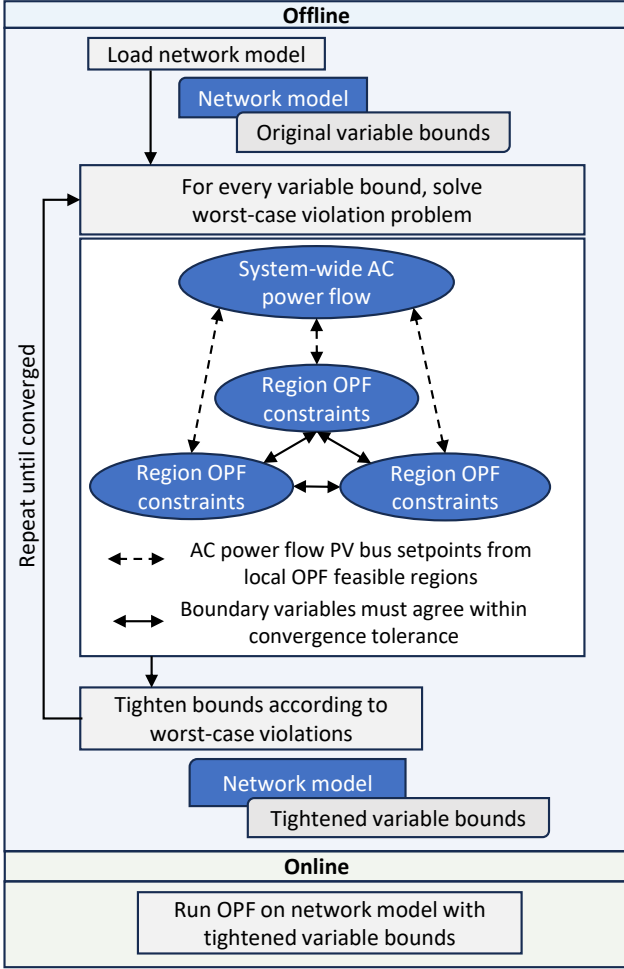 Offline
Load network model
Network model
Original variable bounds
For every variable bound, solve
worst-case violation problem
System-wide AC
power flow
Region OPF
constraints
Region OPF
constraints
Region OPF
constraints
AC power flow PV bus setpoints from
local OPF feasible regions
Boundary variables must agree within
convergence tolerance
Repeat until converged
Tighten bounds according to
worst-case violations
Network model
Tightened variable bounds
Online
Run OPF on network model with
tightened variable bounds